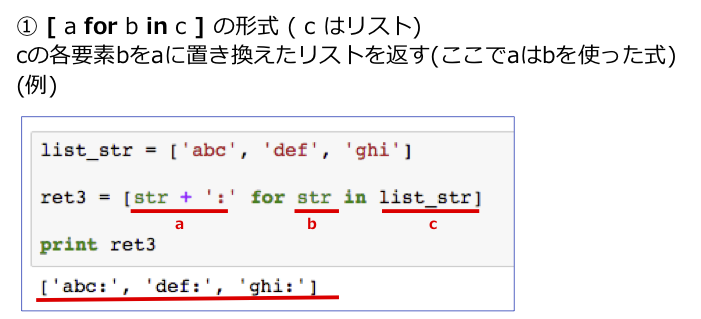 ① [ a for b in c ] の形式 ( c はリスト)
cの各要素bをaに置き換えたリストを返す(ここでaはbを使った式)
(例)
list_str = ['abc', 'def', 'ghi']
ret3 = [str + ':' for str in list_str]
a b c
print ret3
['abc:', 'def:', 'ghi:']